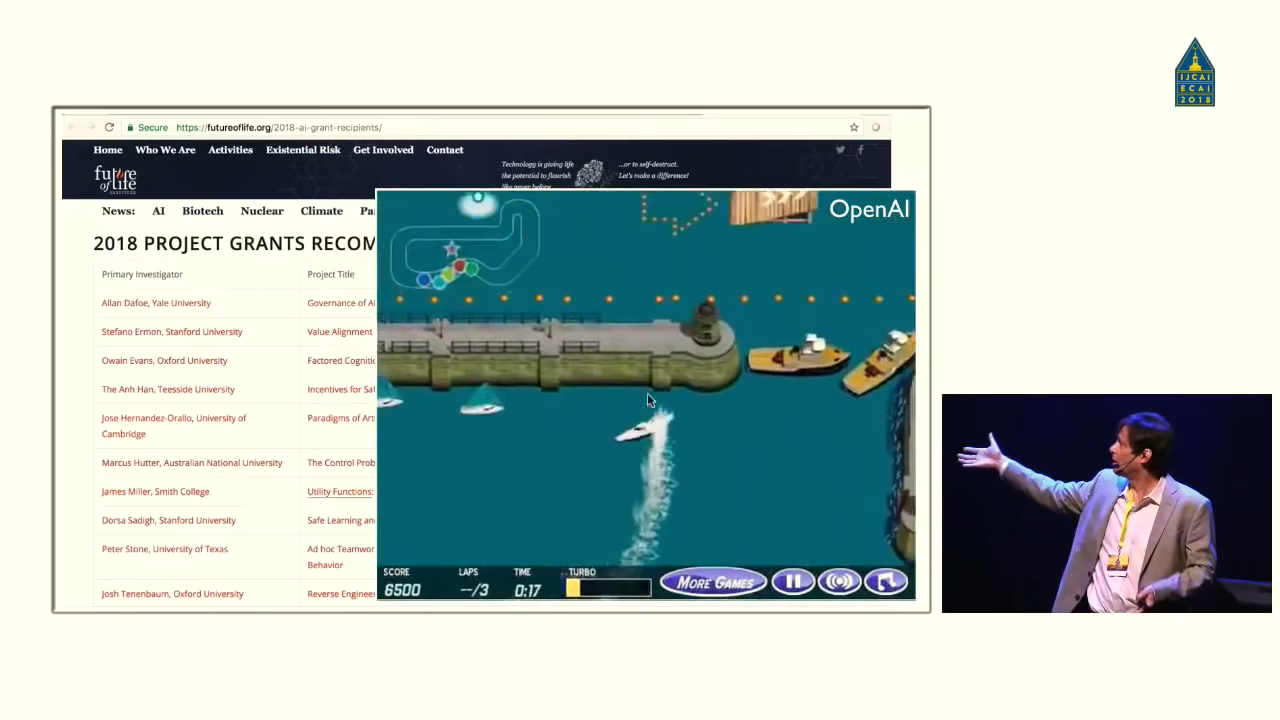 IJCAI
ECAI
2018
Secure https://futureoflife.org/2018-ai-grant-recipients/
Home Who We Are Activities Existential Risk Get Involved Contact
future
of life
INSTITUTE
Technology is giving life
the potential to flourish
like never before
...or to self-destruct.
Let's make a difference!
News: AI Biotech Nuclear Climate Pa
2018 PROJECT GRANTS RECOM
Primary Investigator Project Title
Allan Dafoe, Yale University Governance of AI
Stefano Ermon, Stanford University Value Alignment
Owain Evans, Oxford University Factored Cogniti
The Anh Han, Teesside University Incentives for Saf
Jose Hernandez-Orallo, University of Paradigms of Art
Cambridge
Marcus Hutter, Australian National University The Control Prob
James Miller, Smith College Utility Functions:
Dorsa Sadigh, Stanford University Safe Learning an
Peter Stone, University of Texas Ad hoc Teamwor
Behavior
Josh Tenenbaum, Oxford University Reverse Enginee
OpenAI
SCORE LAPS TIME TURBO
6500 --/3 0:17
MORE GAMES